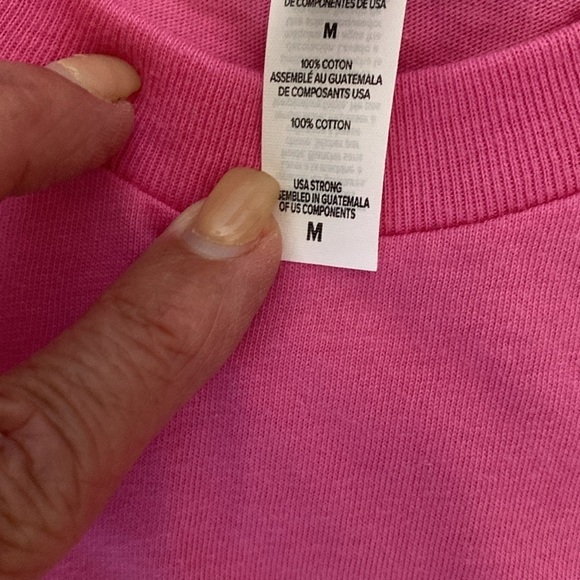 DE COMPONENTES DE USA
M
100% COTON
ASSEMBLÉ AU GUATEMALA
DE COMPOSANTS USA
100% COTTON
USA STRONG
SEMBLED IN GUATEMALA
OF US COMPONENTS
M